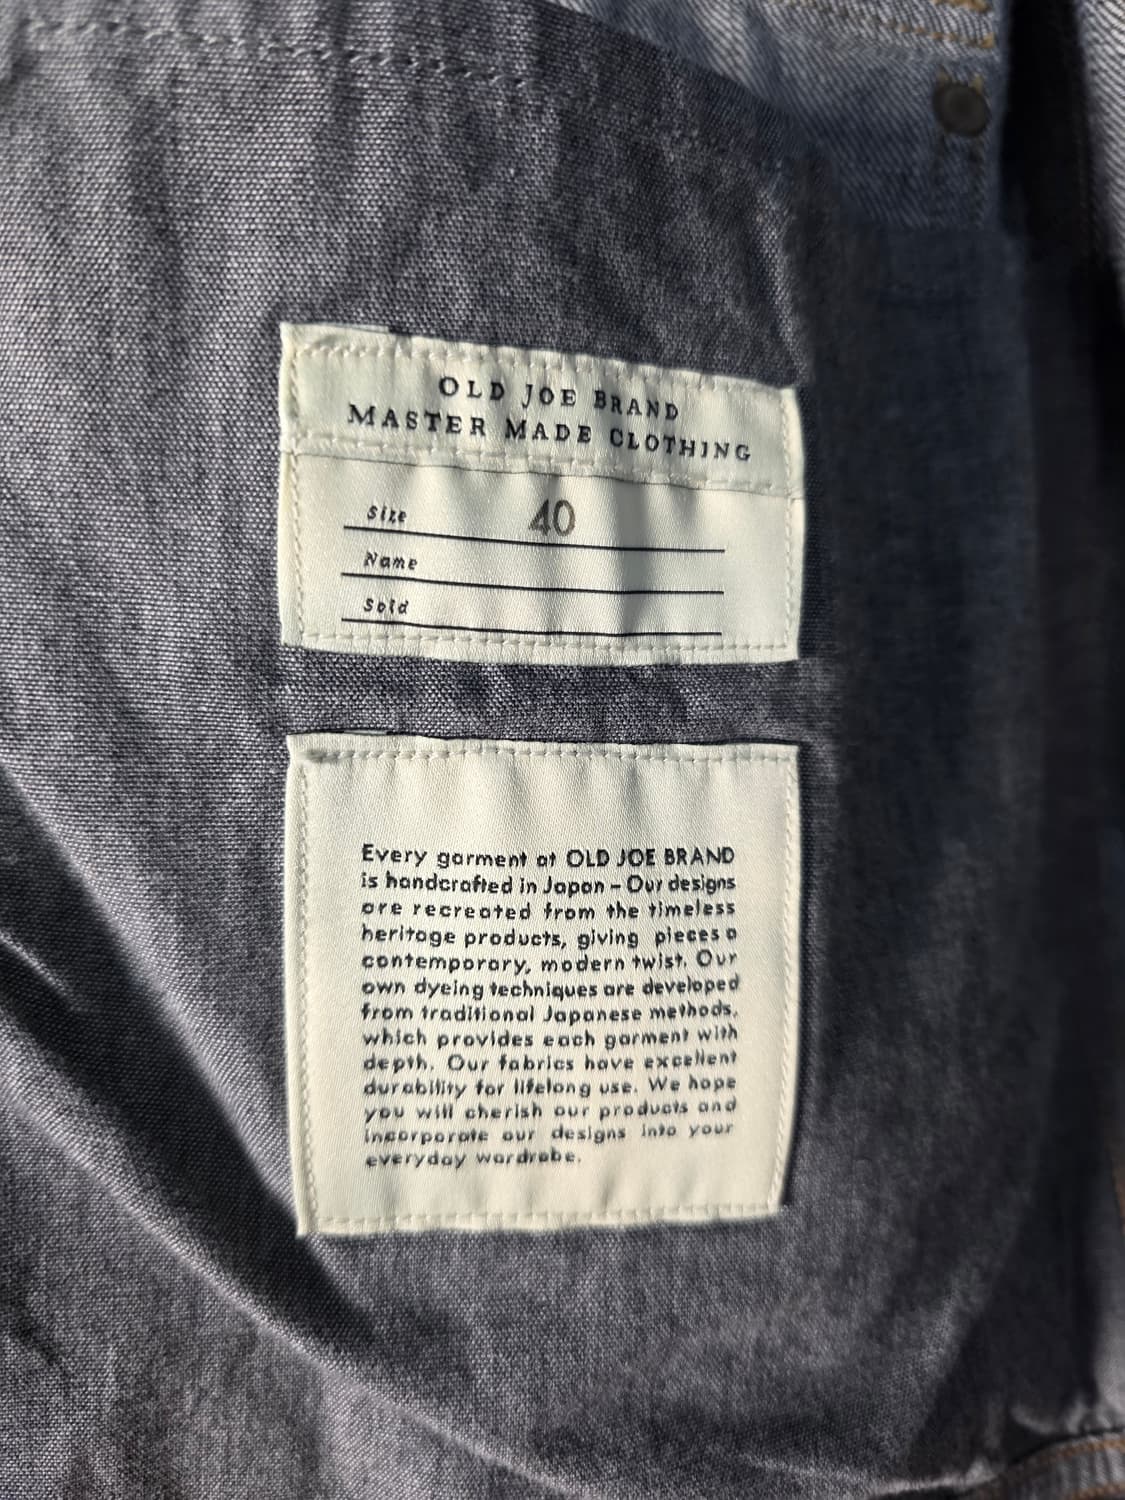 OLD JOE BRAND
MASTER MADE CLOTHING
Size 40
Name
Sold
Every garment at OLD JOE BRAND
is handcrafted in Japan – Our designs
are recreated from the timeless
heritage products, giving pieces a
contemporary, modern twist. Our
own dyeing techniques are developed
from traditional Japanese methods,
which provides each garment with
depth. Our fabrics have excellent
durability for lifelong use. We hope
you will cherish our products and
incorporate our designs into your
everyday wardrobe.